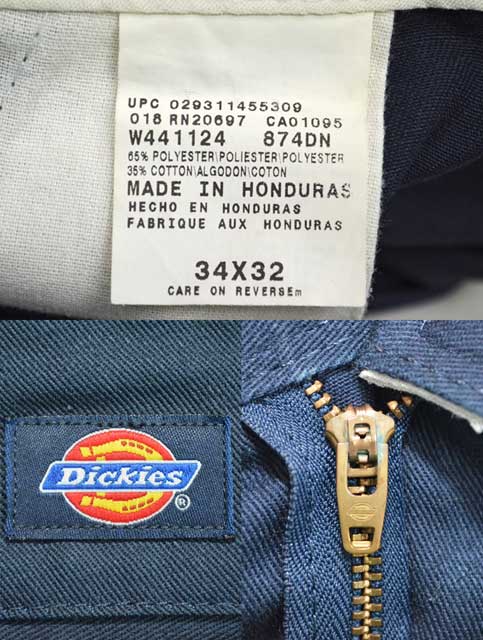 UPC 029311455309
018 RN20697 CA01095
W441124 874DN
65% POLYESTER\POLIESTER\POLYESTER
35% COTTON\ALGODON\COTON
MADE IN HONDURAS
HECHO EN HONDURAS
FABRIQUE AUX HONDURAS
34X32
CARE ON REVERSEm
Dickies®